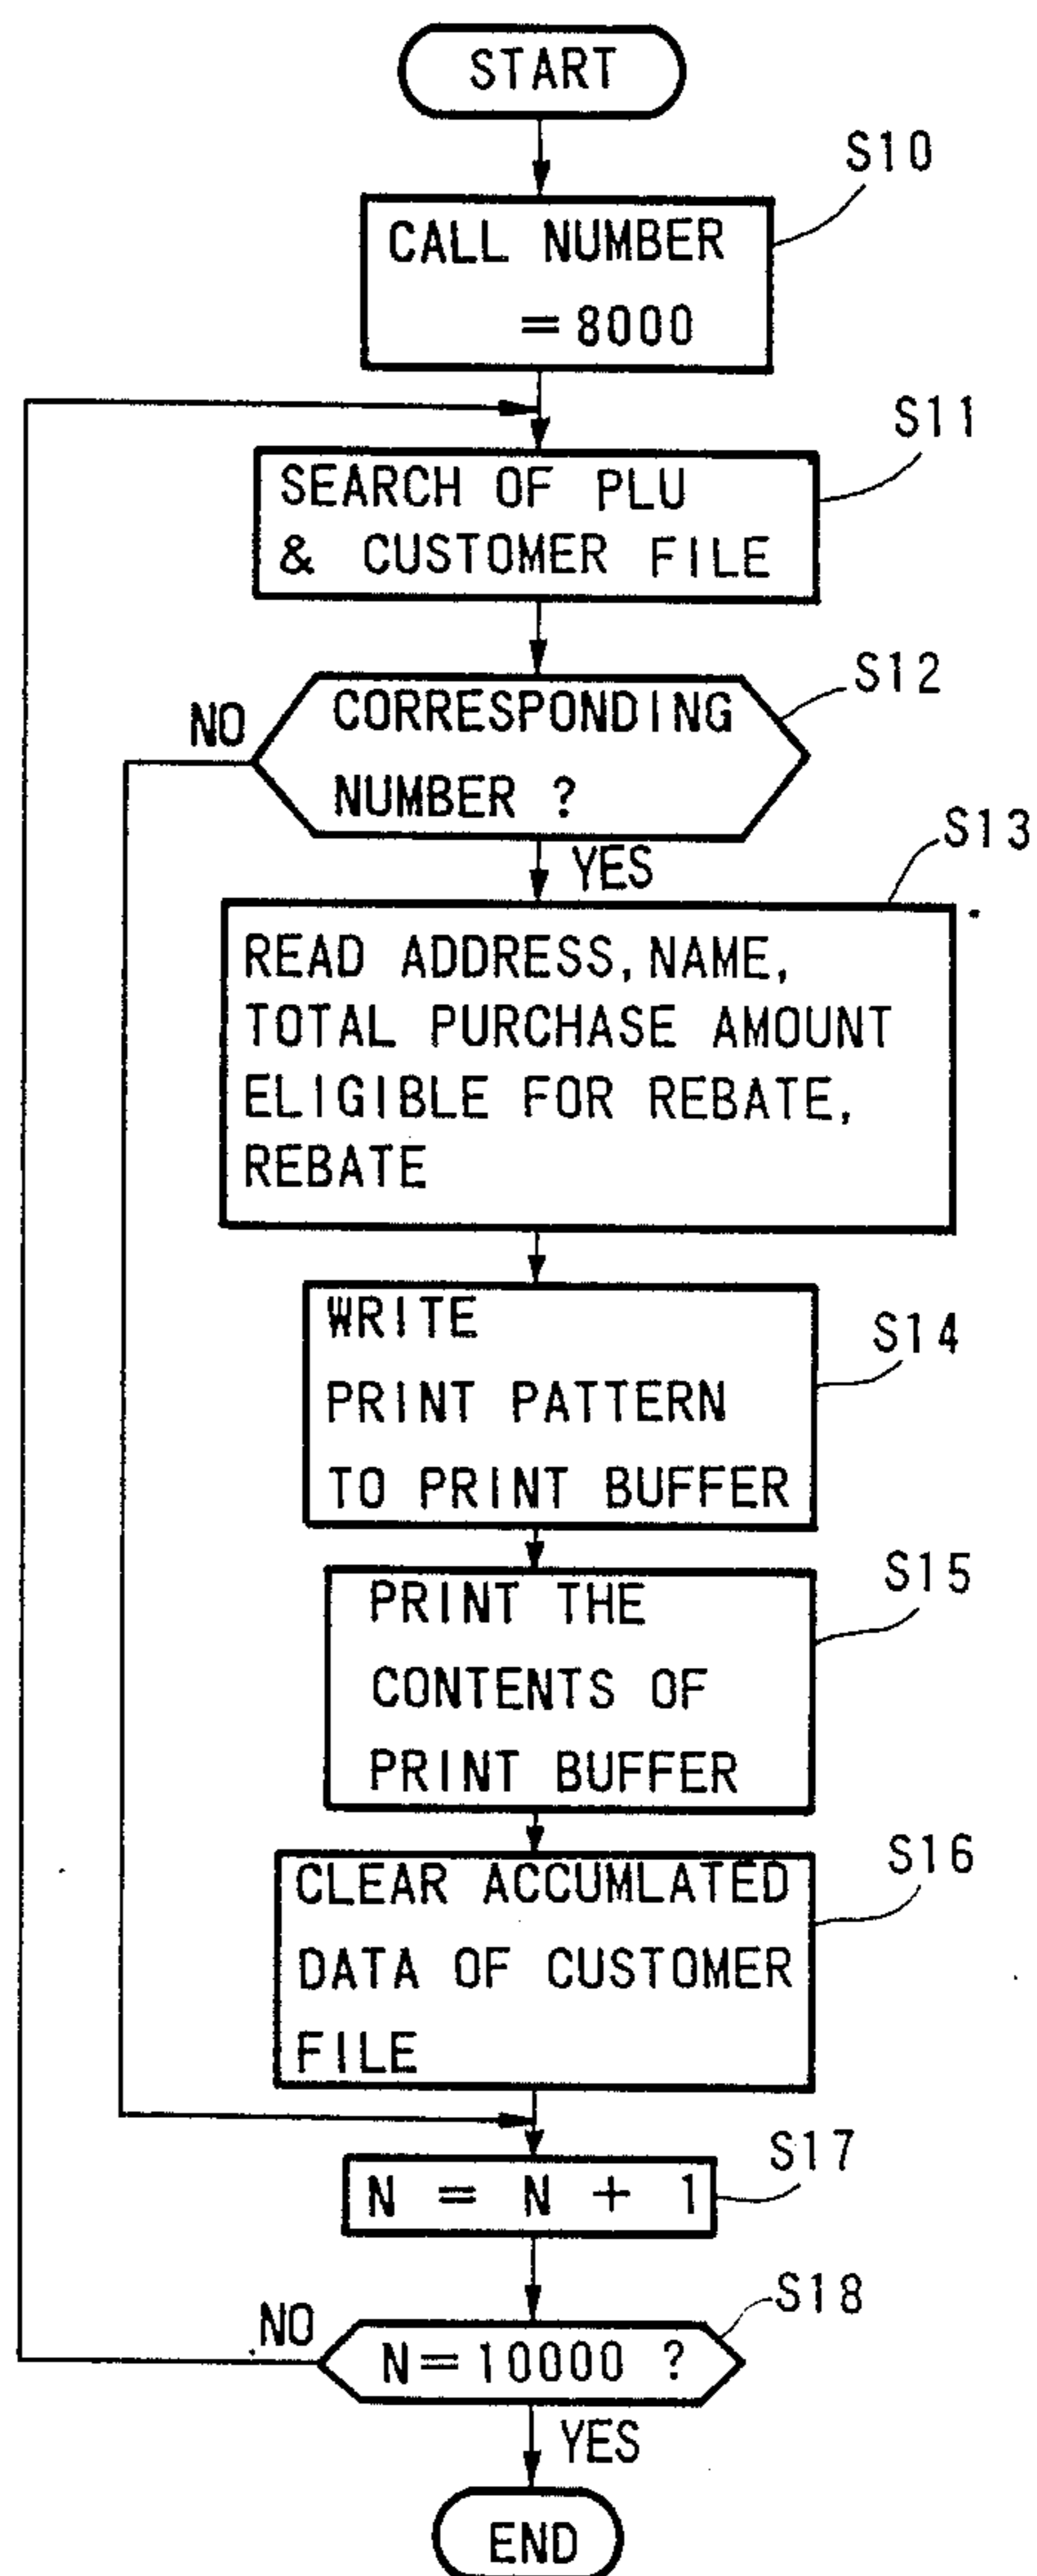 START
S10
CALL NUMBER
=8000
S11
SEARCH OF PLU
& CUSTOMER FILE
S12
NO
CORRESPONDING
NUMBER ?
YES
S13
READ ADDRESS, NAME,
TOTAL PURCHASE AMOUNT
ELIGIBLE FOR REBATE,
REBATE
S14
WRITE
PRINT PATTERN
TO PRINT BUFFER
S15
PRINT THE
CONTENTS OF
PRINT BUFFER
S16
CLEAR ACCUMLATED
DATA OF CUSTOMER
FILE
S17
N = N + 1
S18
NO
N=10000 ?
YES
END